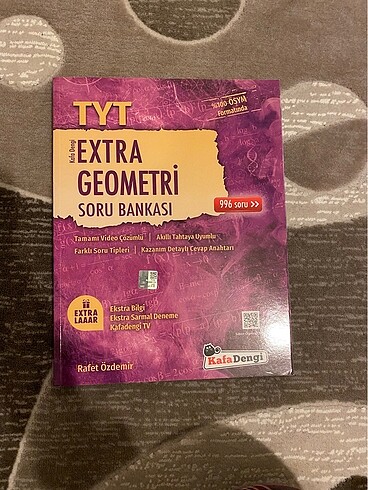 TYT
%100 ÖSYM
Formatında
Kafa Dengi
EXTRA
GEOMETRİ
SORU BANKASI
996 soru >>
Tamamı Video Çözümlü | Akıllı Tahtaya Uyumlu
Farklı Soru Tipleri | Kazanım Detaylı Cevap Anahtarı
EXTRA
LAAAR
Ekstra Bilgi
Ekstra Sarmal Deneme
Kafadengi TV
KafaDengi
Rafet Özdemir